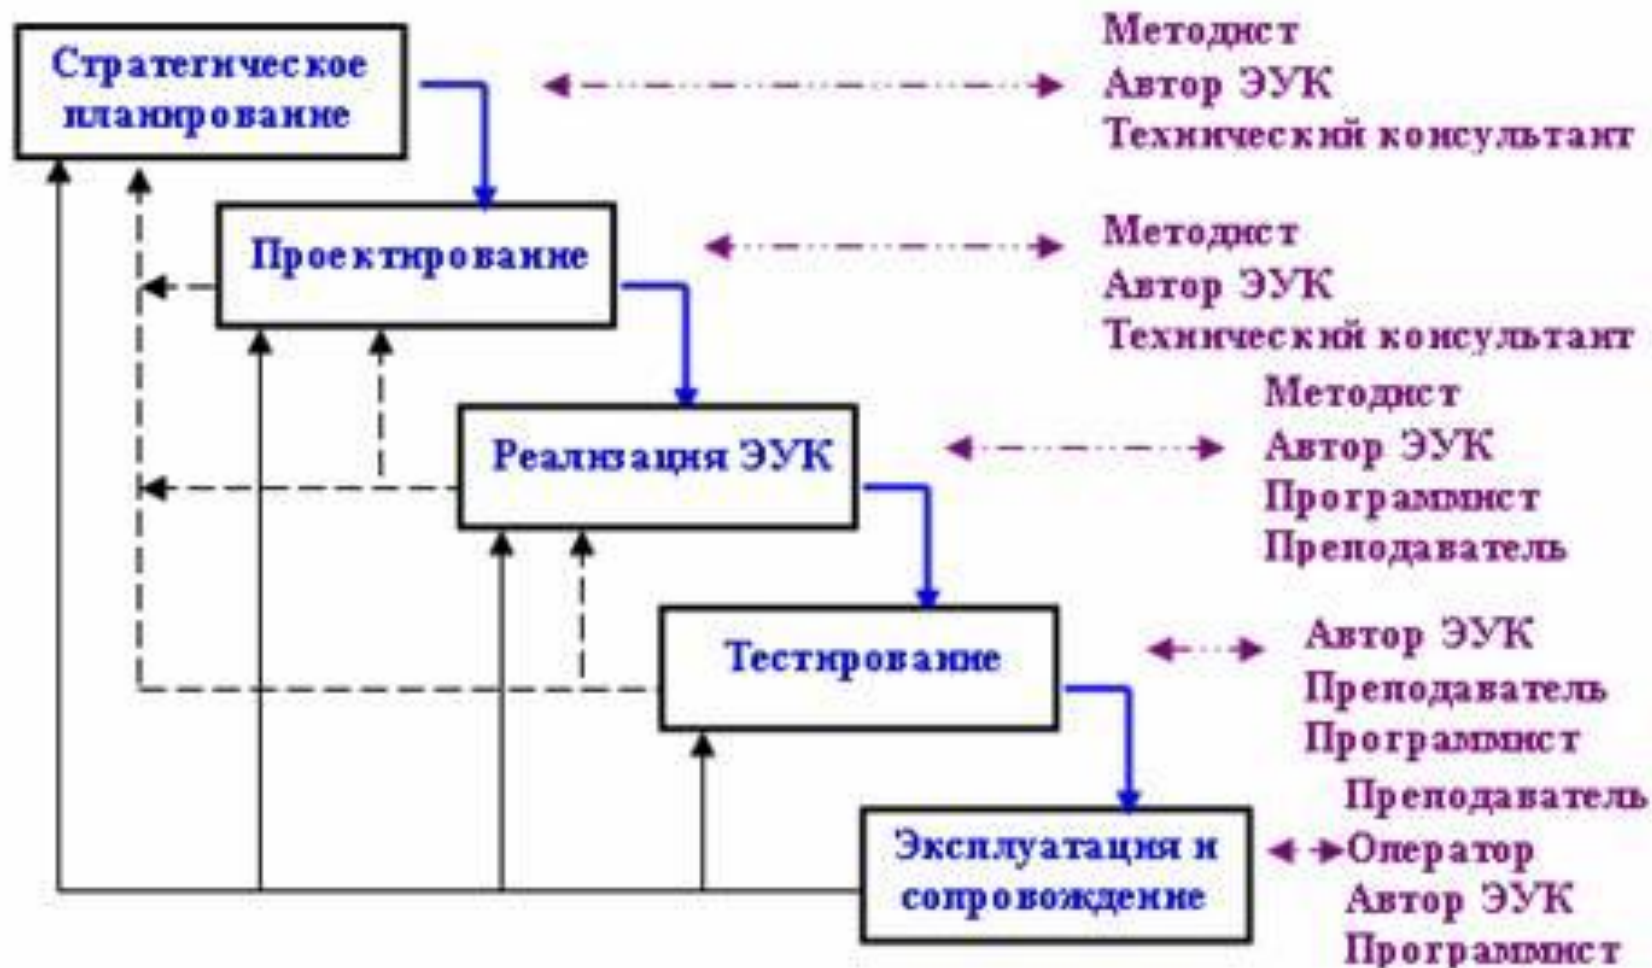 Стратегическое
планирование
Методист
Автор ЭУК
Технический консультант
Проектирование
Методист
Автор ЭУК
Технический консультант
Реализация ЭУК
Методист
Автор ЭУК
Программист
Преподаватель
Тестирование
Автор ЭУК
Преподаватель
Программист
Эксплуатация и
сопровождение
Преподаватель
Оператор
Автор ЭУК
Программист